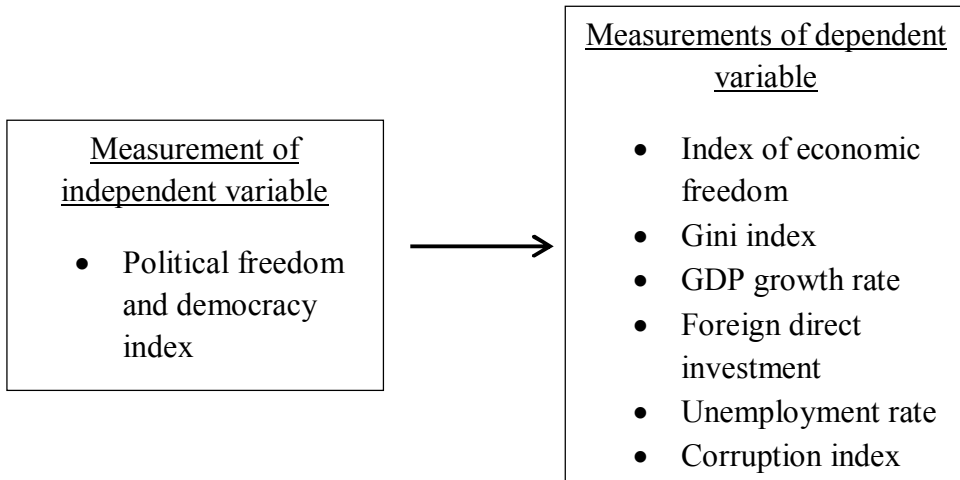 Measurement of
independent variable
• Political freedom
and democracy
index
Measurements of dependent
variable
• Index of economic
freedom
• Gini index
• GDP growth rate
• Foreign direct
investment
• Unemployment rate
• Corruption index